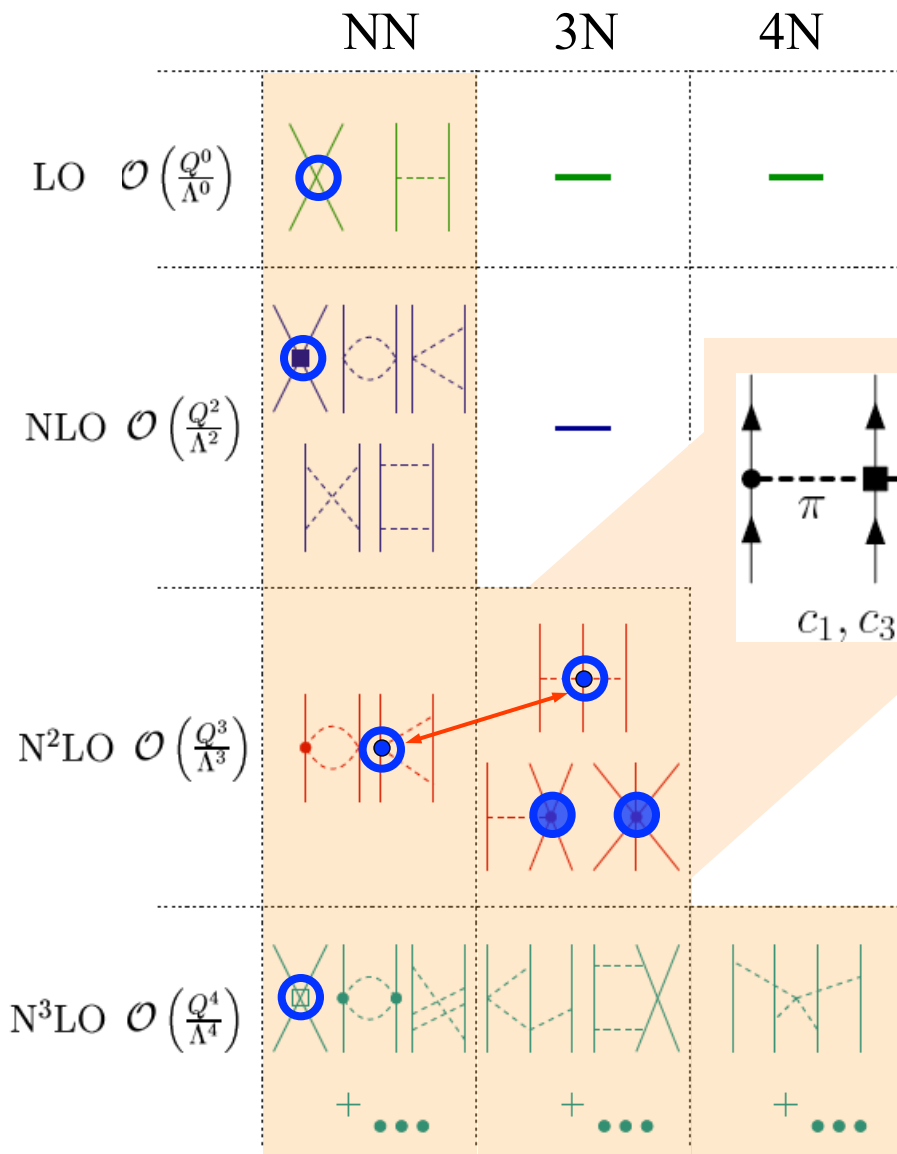 NN 3N 4N
LO 𝒪(Q⁰/Λ⁰)
NLO 𝒪(Q²/Λ²)
π
c₁, c₃
N²LO 𝒪(Q³/Λ³)
N³LO 𝒪(Q⁴/Λ⁴)
+ ••• + ••• + •••